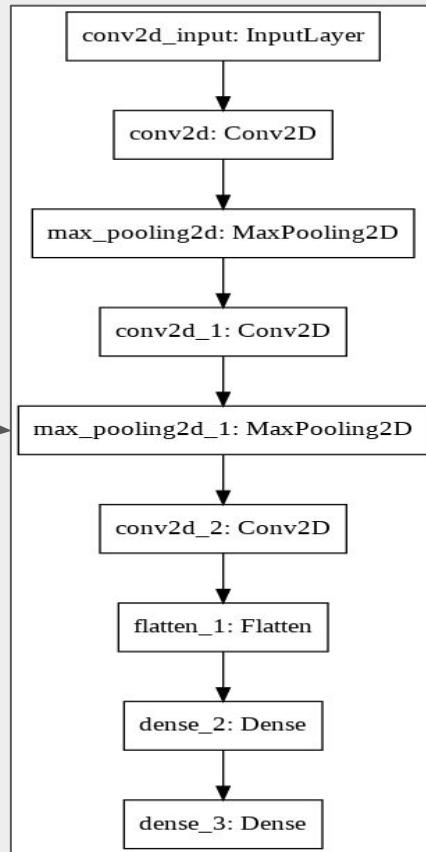 conv2d_input: InputLayer
conv2d: Conv2D
max_pooling2d: MaxPooling2D
conv2d_1: Conv2D
max_pooling2d_1: MaxPooling2D
conv2d_2: Conv2D
flatten_1: Flatten
dense_2: Dense
dense_3: Dense